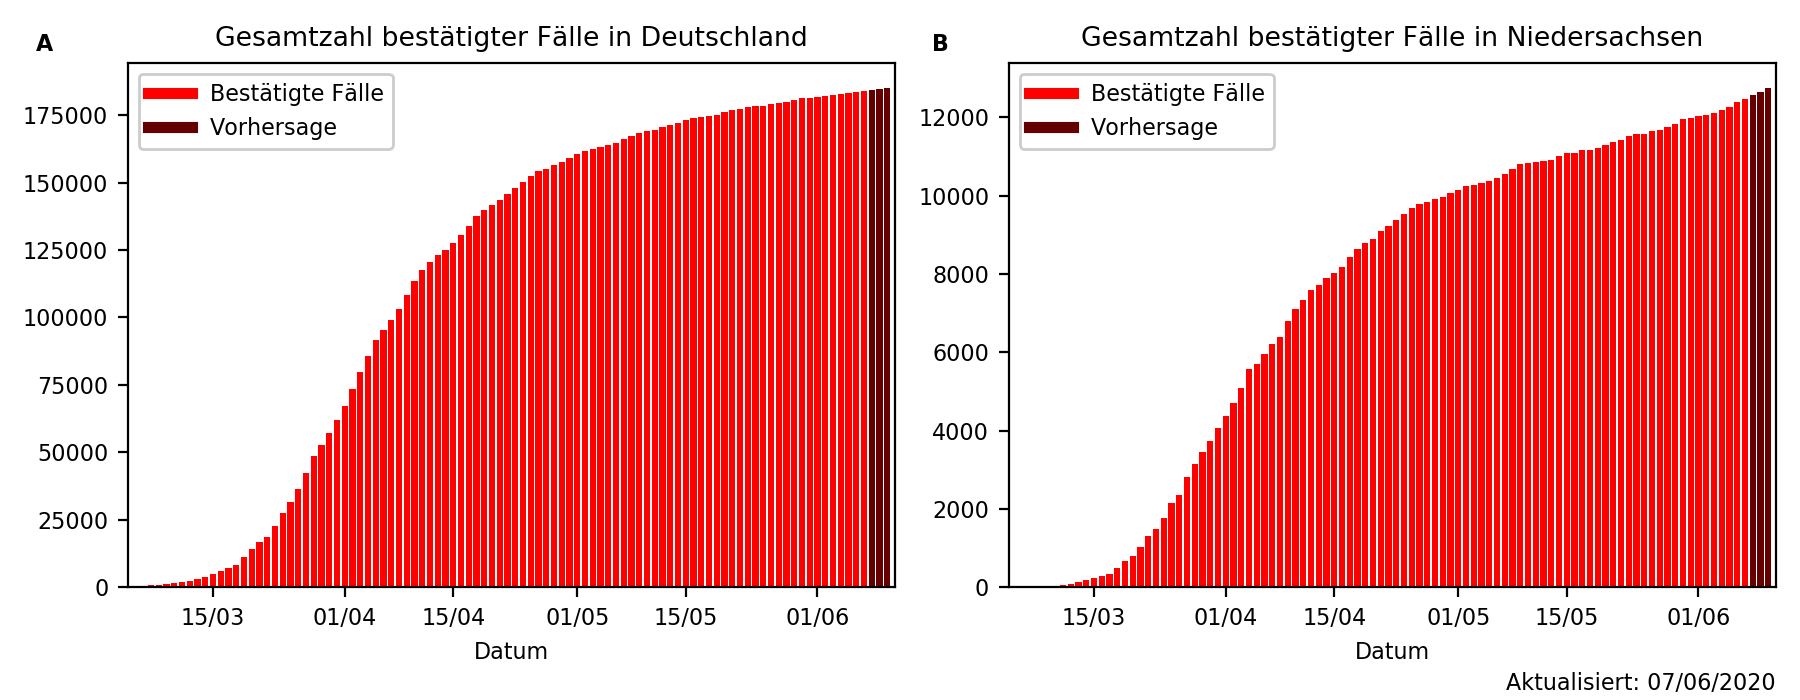 A
Gesamtzahl bestätigter Fälle in Deutschland
Bestätigte Fälle
Vorhersage
175000
150000
125000
100000
75000
50000
25000
0
15/03 01/04 15/04 01/05 15/05 01/06
Datum
B
Gesamtzahl bestätigter Fälle in Niedersachsen
Bestätigte Fälle
Vorhersage
12000
10000
8000
6000
4000
2000
0
15/03 01/04 15/04 01/05 15/05 01/06
Datum
Aktualisiert: 07/06/2020